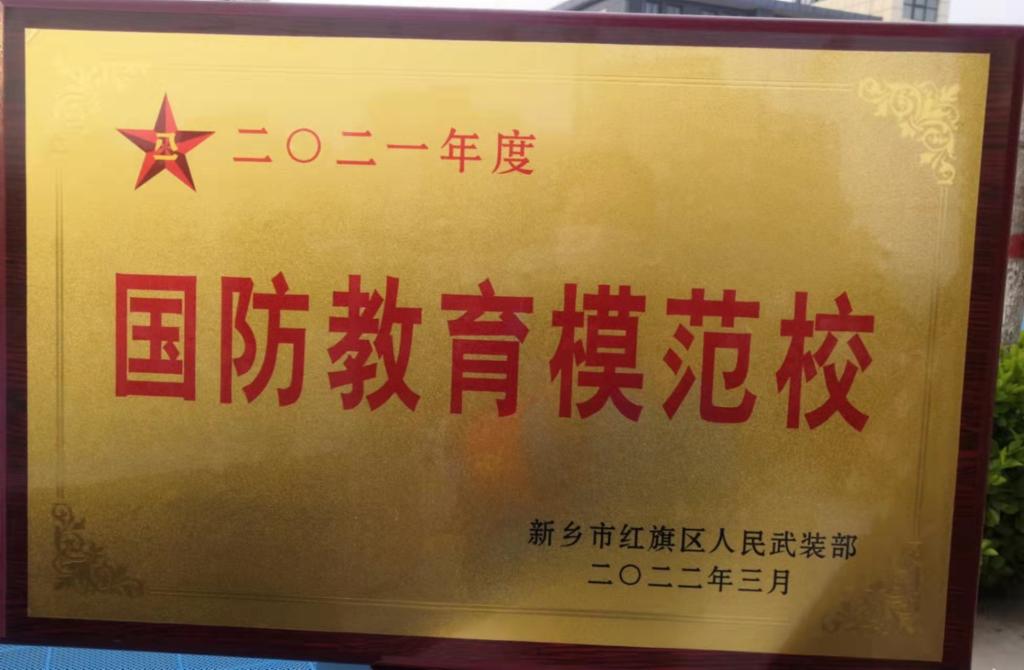 二〇二一年度
国防教育模范校
新乡市红旗区人民武装部
二〇二二年三月